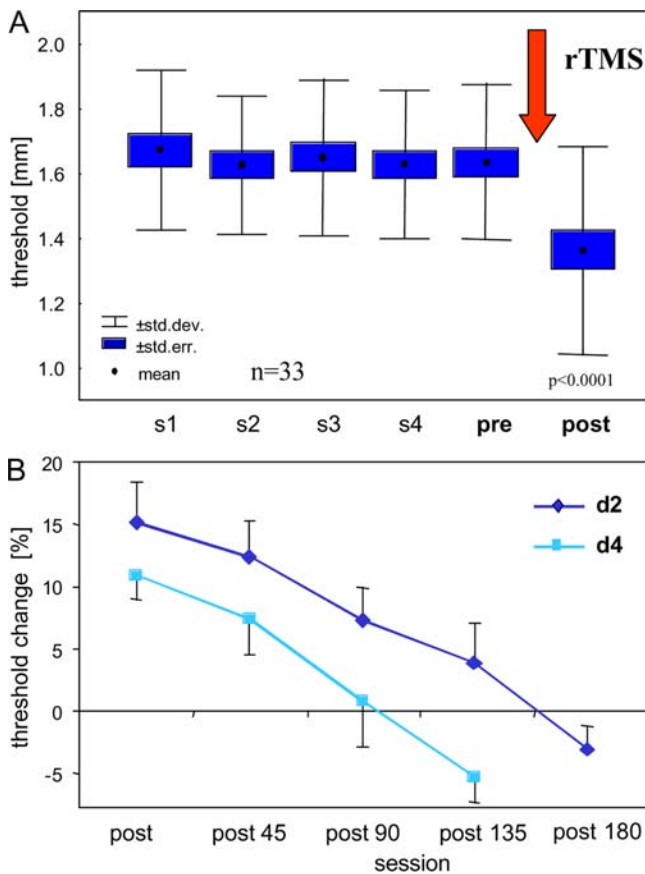 A
threshold [mm]
2.0
1.8
1.6
1.4
1.2
1.0
rTMS
±std.dev.
±std.err.
mean
n=33
p<0.0001
s1 s2 s3 s4 pre post
B
threshold change [%]
20
15
10
5
0
-5
d2
d4
post post 45 post 90 post 135 post 180
session